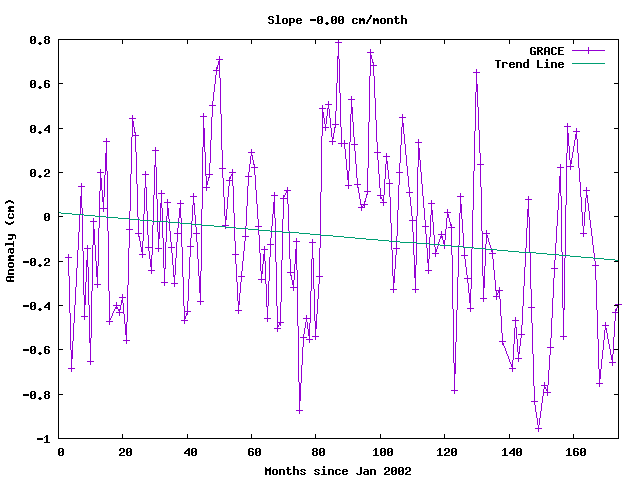 Slope -0.00 cm/month
GRACE
Trend Line
0.8
0.6
0.4
0.2
0
-0.2
-0.4
-0.6
-0.8
-1
Anomaly (cm)
0 20 40 60 80 100 120 140 160
Months since Jan 2002